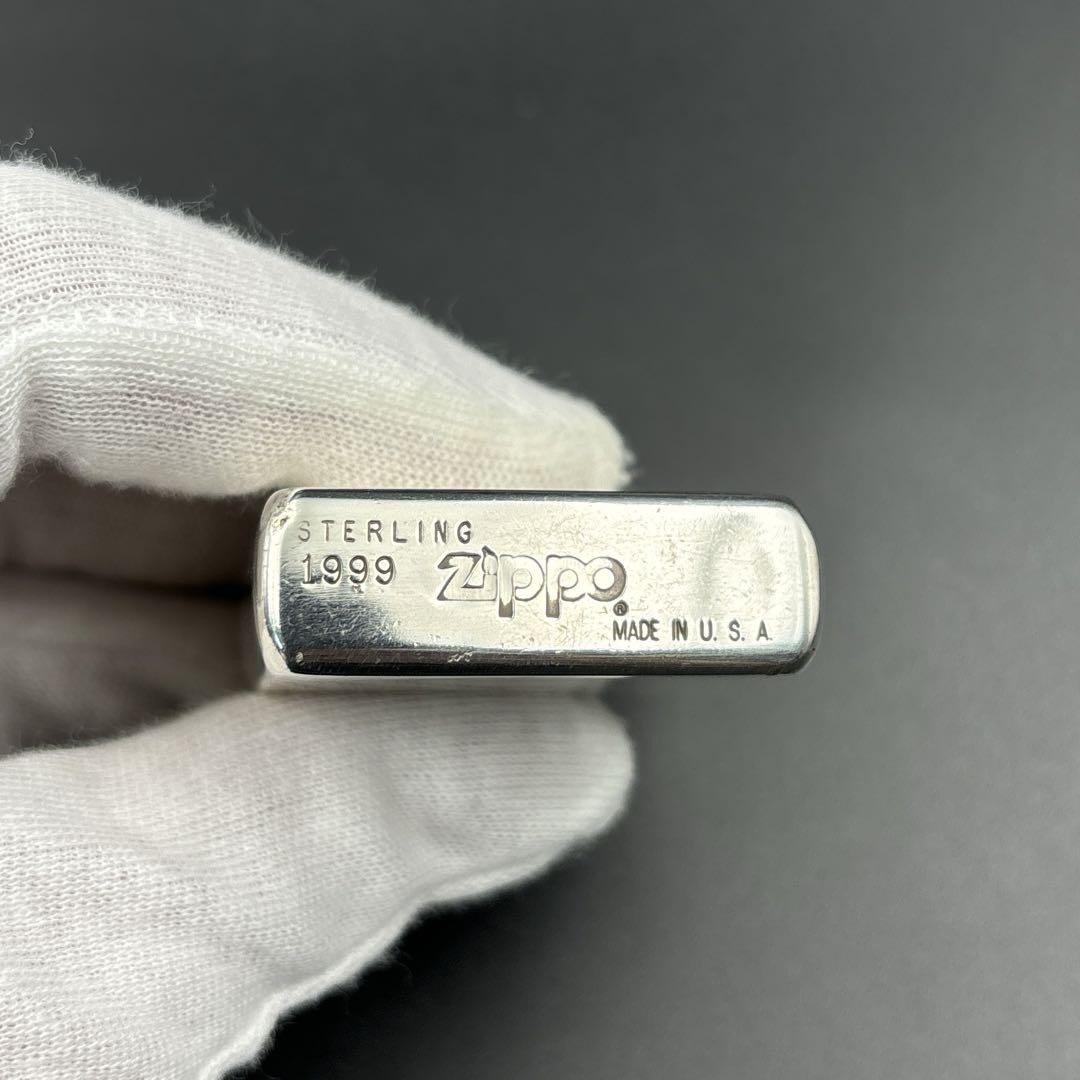 STERLING
1999 Zippo®
MADE IN U. S. A.